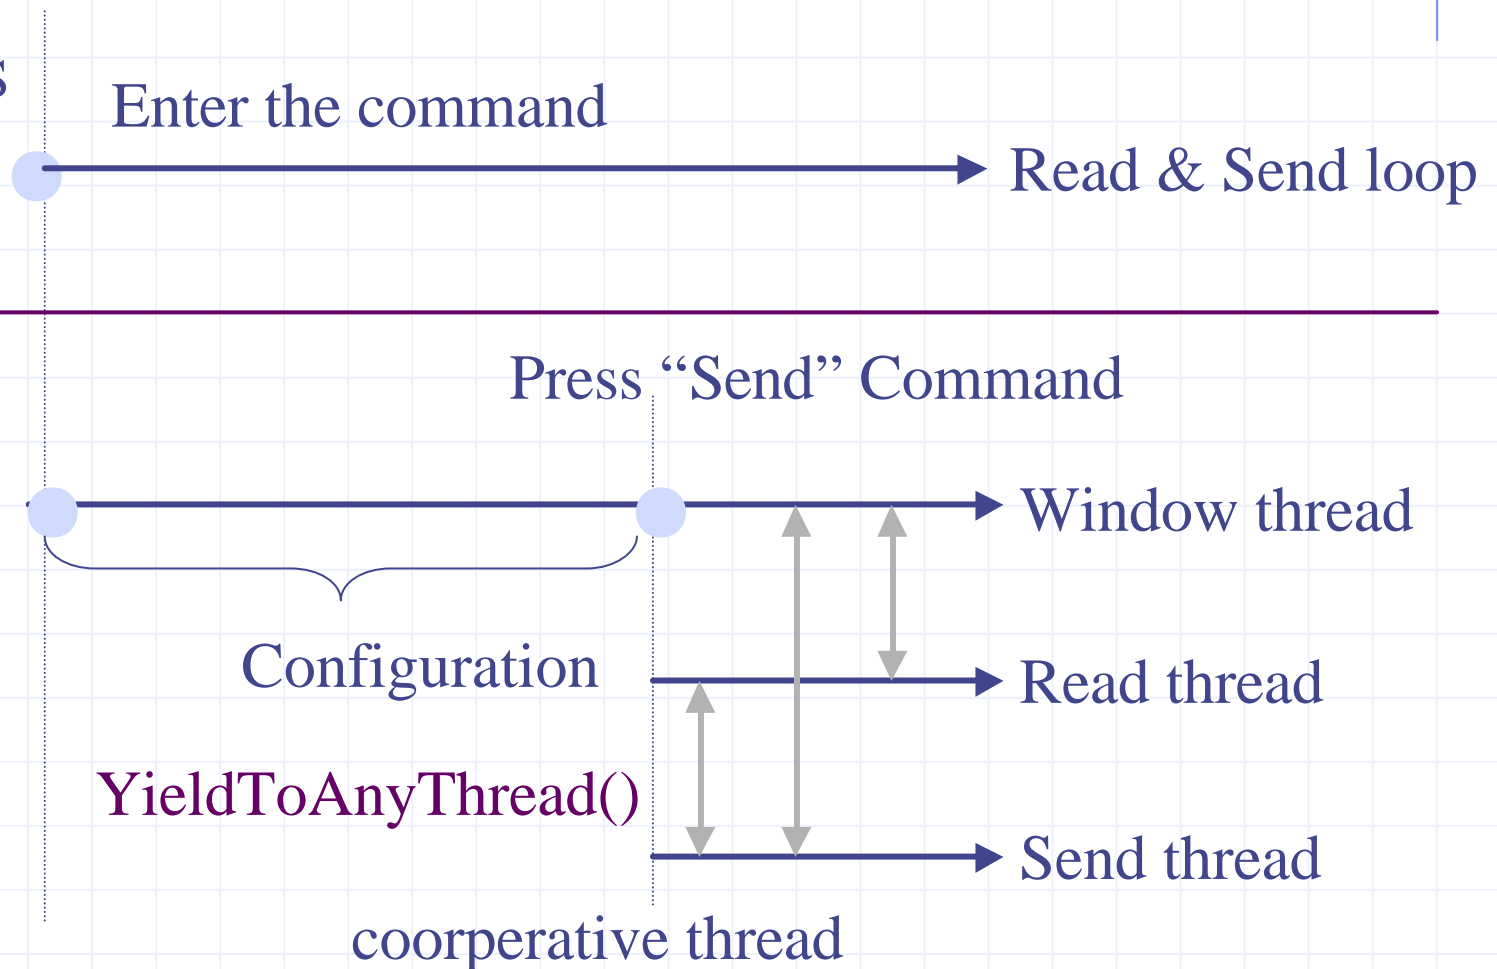 s
Enter the command
Read & Send loop
Press “Send” Command
Window thread
Configuration
Read thread
YieldToAnyThread()
Send thread
coorperative thread